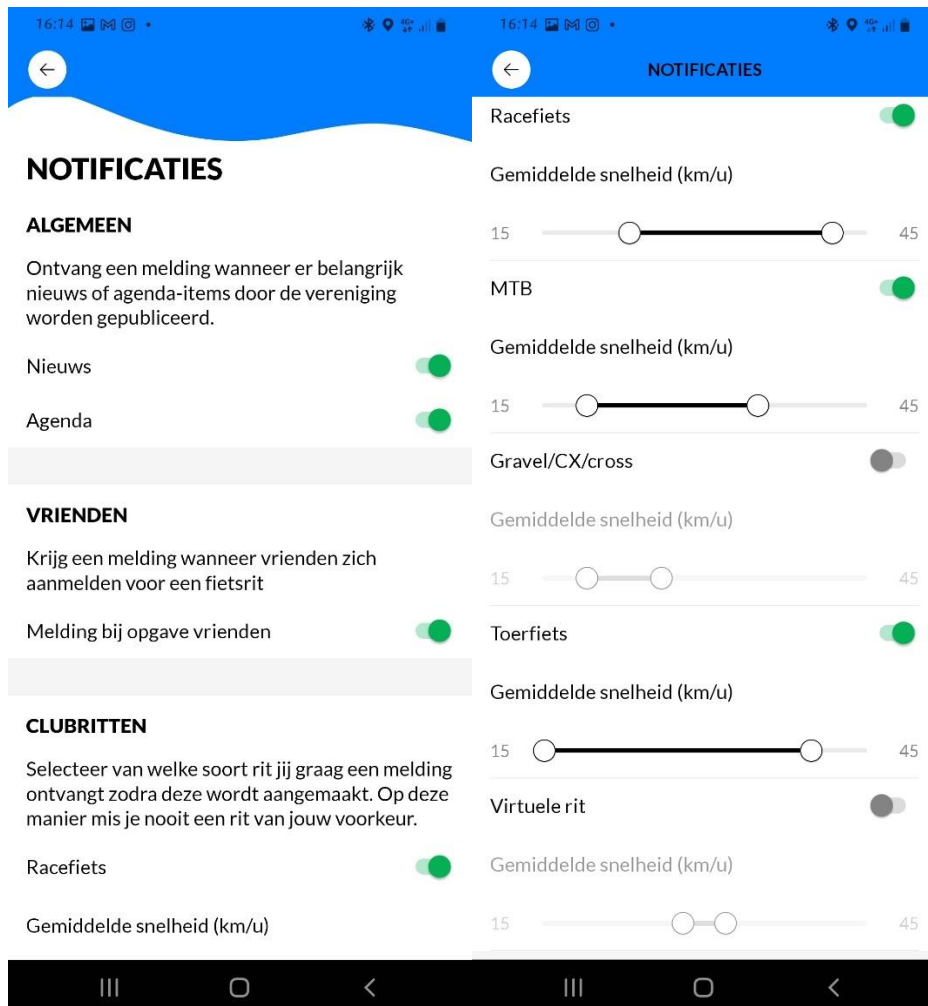 16:14
4G+
NOTIFICATIES
ALGEMEEN
Ontvang een melding wanneer er belangrijk
nieuws of agenda-items door de vereniging
worden gepubliceerd.
Nieuws
Agenda
VRIENDEN
Krijg een melding wanneer vrienden zich
aanmelden voor een fietsrit
Melding bij opgave vrienden
CLUBRITTEN
Selecteer van welke soort rit jij graag een melding
ontvangt zodra deze wordt aangemaakt. Op deze
manier mis je nooit een rit van jouw voorkeur.
Racefiets
Gemiddelde snelheid (km/u)
16:14
4G+
NOTIFICATIES
Racefiets
Gemiddelde snelheid (km/u)
15 45
MTB
Gemiddelde snelheid (km/u)
15 45
Gravel/CX/cross
Gemiddelde snelheid (km/u)
15 45
Toerfiets
Gemiddelde snelheid (km/u)
15 45
Virtuele rit
Gemiddelde snelheid (km/u)
15 45